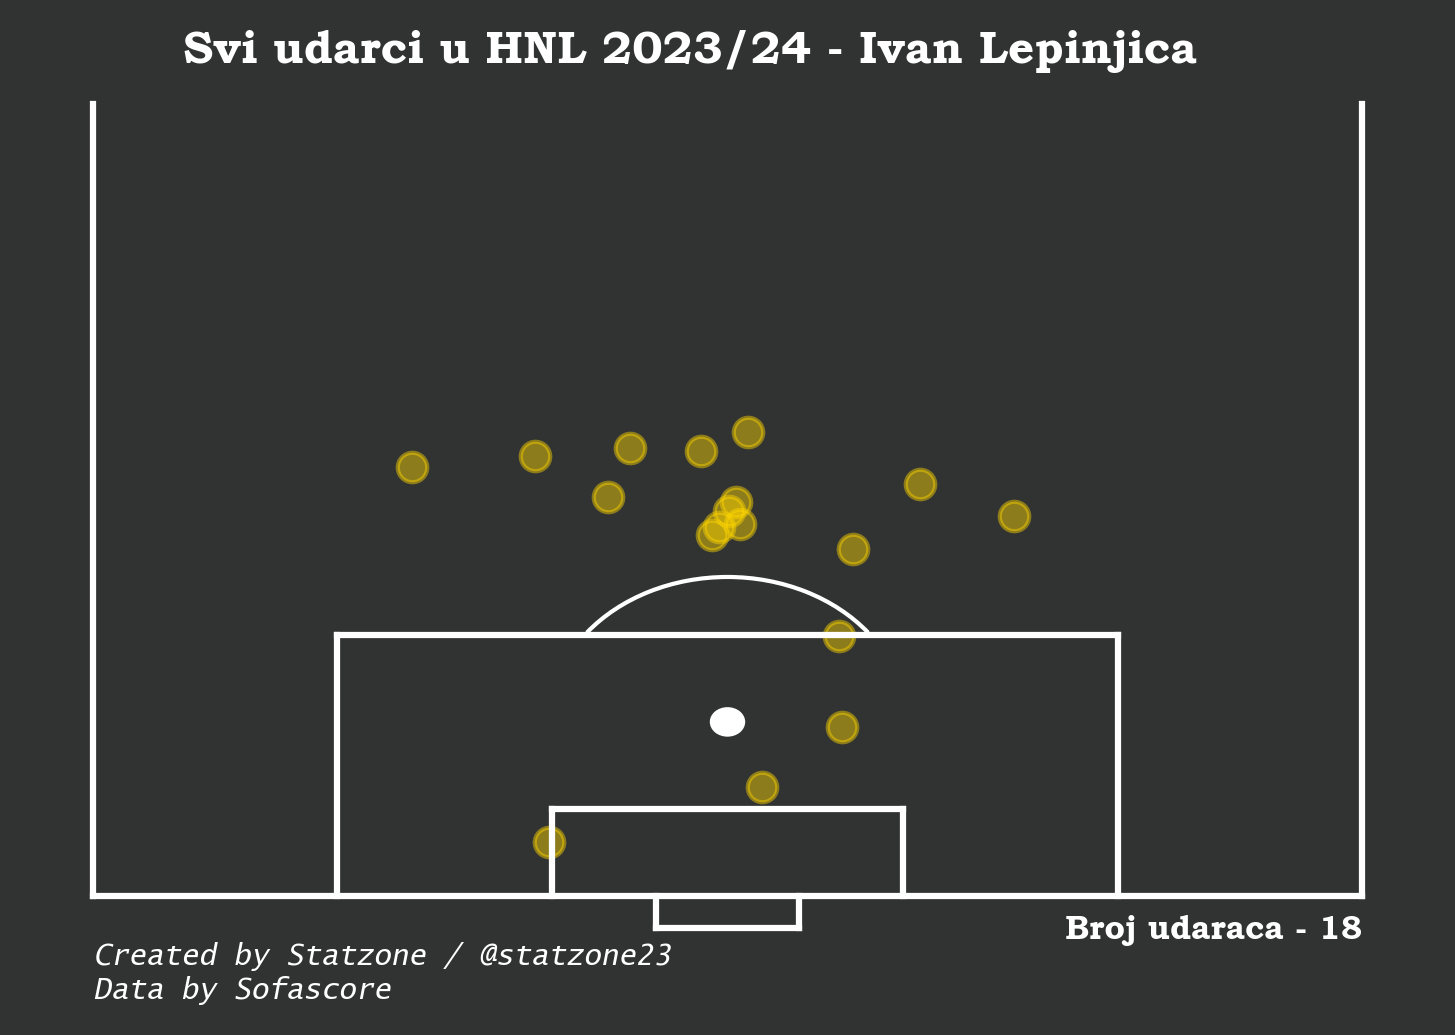 Svi udarci u HNL 2023/24 - Ivan Lepinjica
Broj udaraca - 18
Created by Statzone / @statzone23
Data by Sofascore